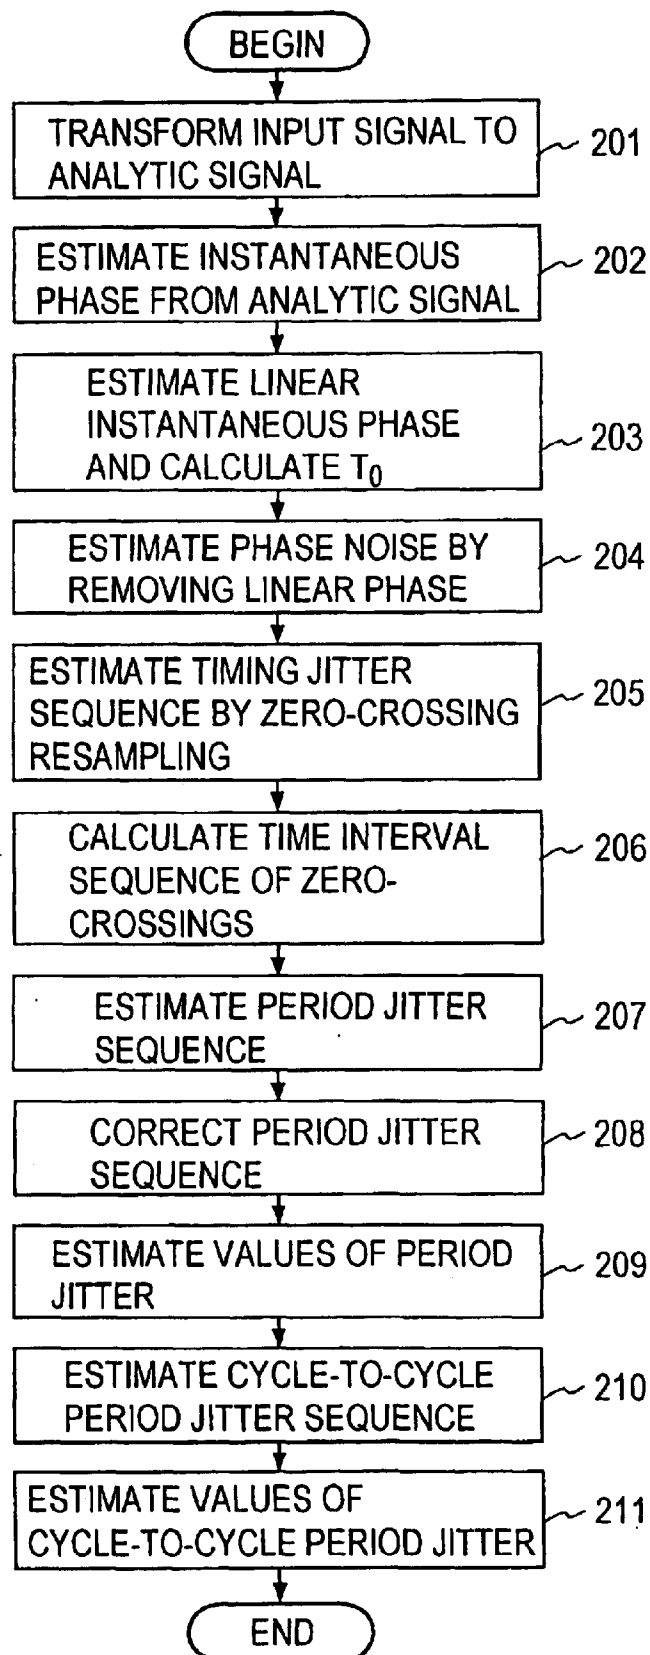 BEGIN
TRANSFORM INPUT SIGNAL TO
ANALYTIC SIGNAL
201
ESTIMATE INSTANTANEOUS
PHASE FROM ANALYTIC SIGNAL
202
ESTIMATE LINEAR
INSTANTANEOUS PHASE
AND CALCULATE T0
203
ESTIMATE PHASE NOISE BY
REMOVING LINEAR PHASE
204
ESTIMATE TIMING JITTER
SEQUENCE BY ZERO-CROSSING
RESAMPLING
205
CALCULATE TIME INTERVAL
SEQUENCE OF ZERO-
CROSSINGS
206
ESTIMATE PERIOD JITTER
SEQUENCE
207
CORRECT PERIOD JITTER
SEQUENCE
208
ESTIMATE VALUES OF PERIOD
JITTER
209
ESTIMATE CYCLE-TO-CYCLE
PERIOD JITTER SEQUENCE
210
ESTIMATE VALUES OF
CYCLE-TO-CYCLE PERIOD JITTER
211
END